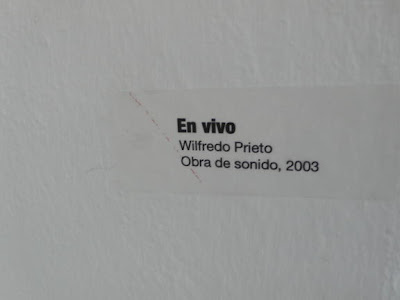 En vivo
Wilfredo Prieto
Obra de sonido, 2003